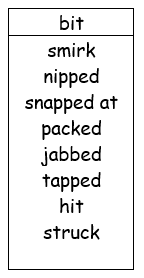 bit
smirk
nipped
snapped at
packed
jabbed
tapped
hit
struck